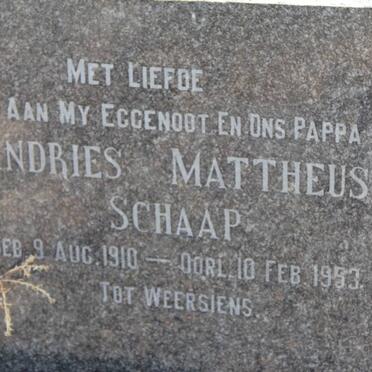 MET LIEFDE
AAN MY EGGENOOT EN ONS PAPPA
NDRIES MATTHEUS
SCHAAP
EB. 9 AUG. 1910 — OORL. 10 FEB 1953.
TOT WEERSIENS.